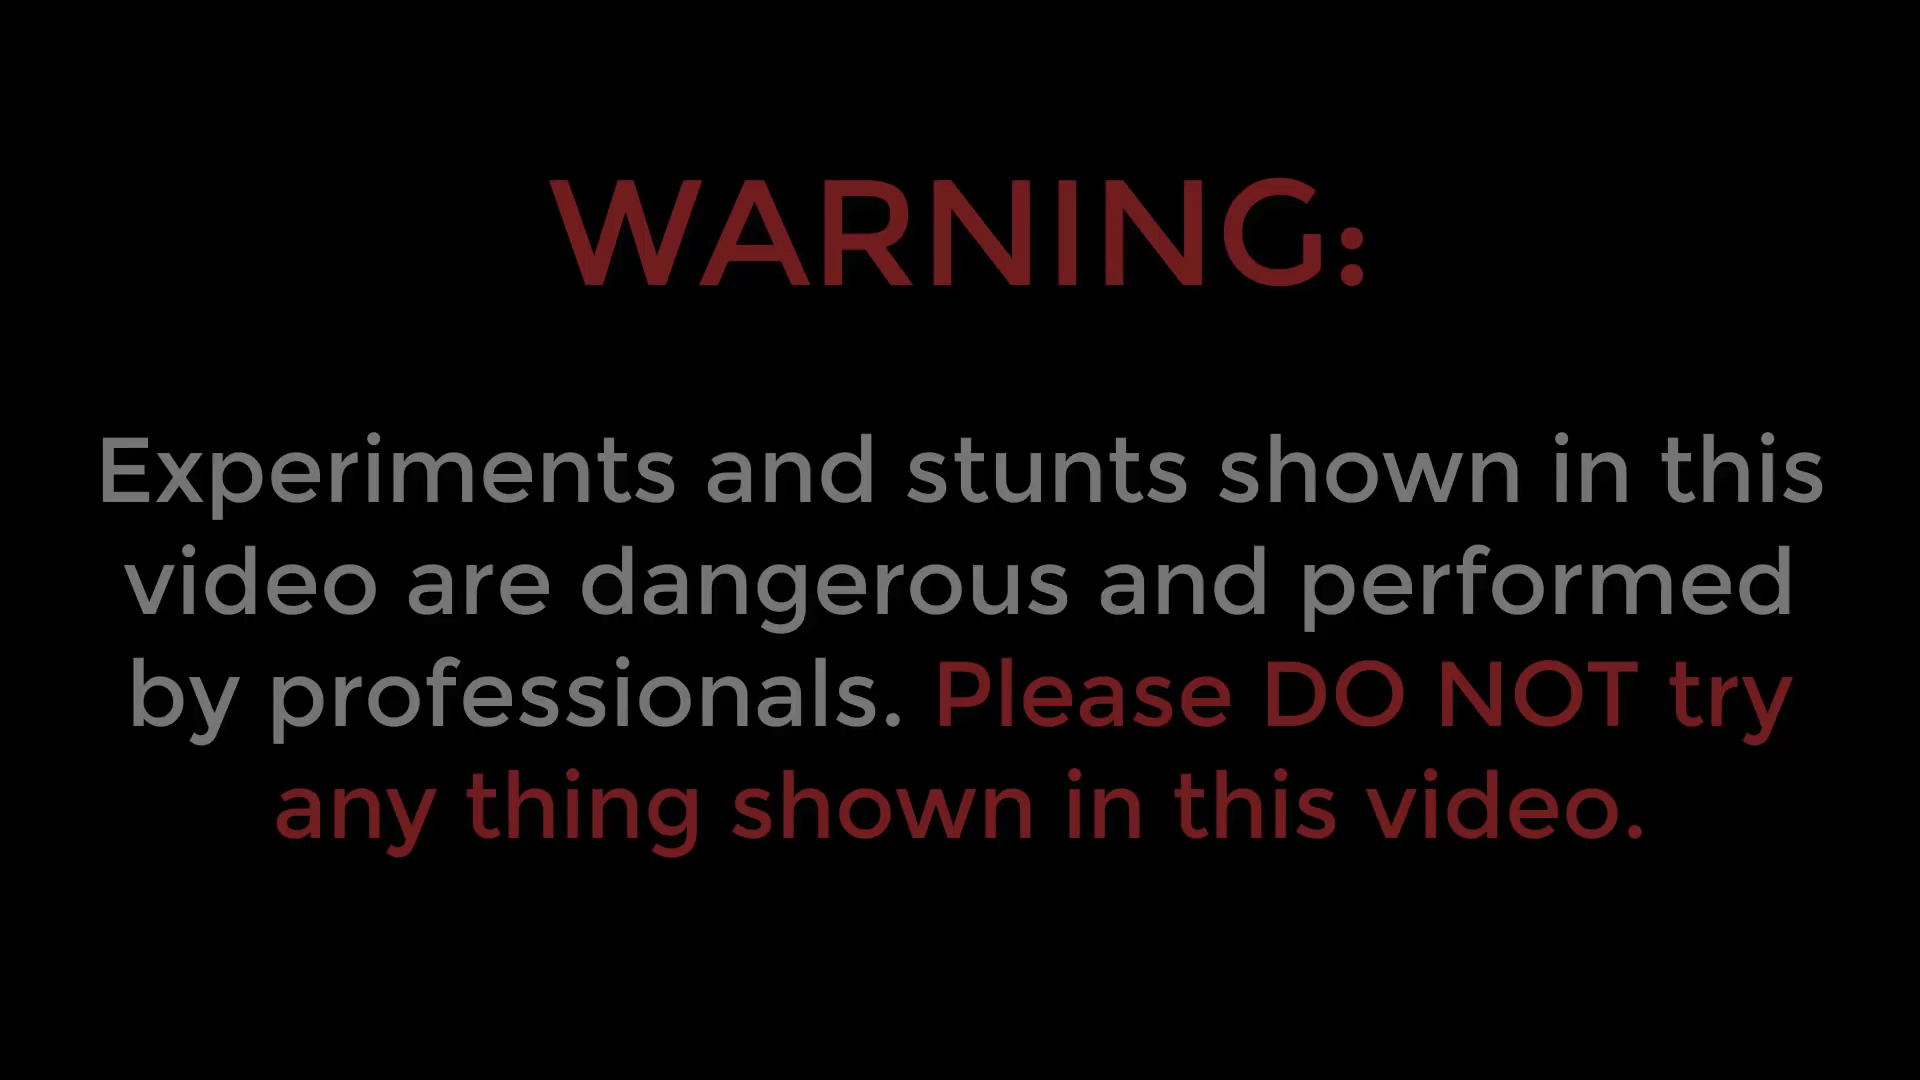 WARNING:
Experiments and stunts shown in this
video are dangerous and performed
by professionals. Please DO NOT try
any thing shown in this video.